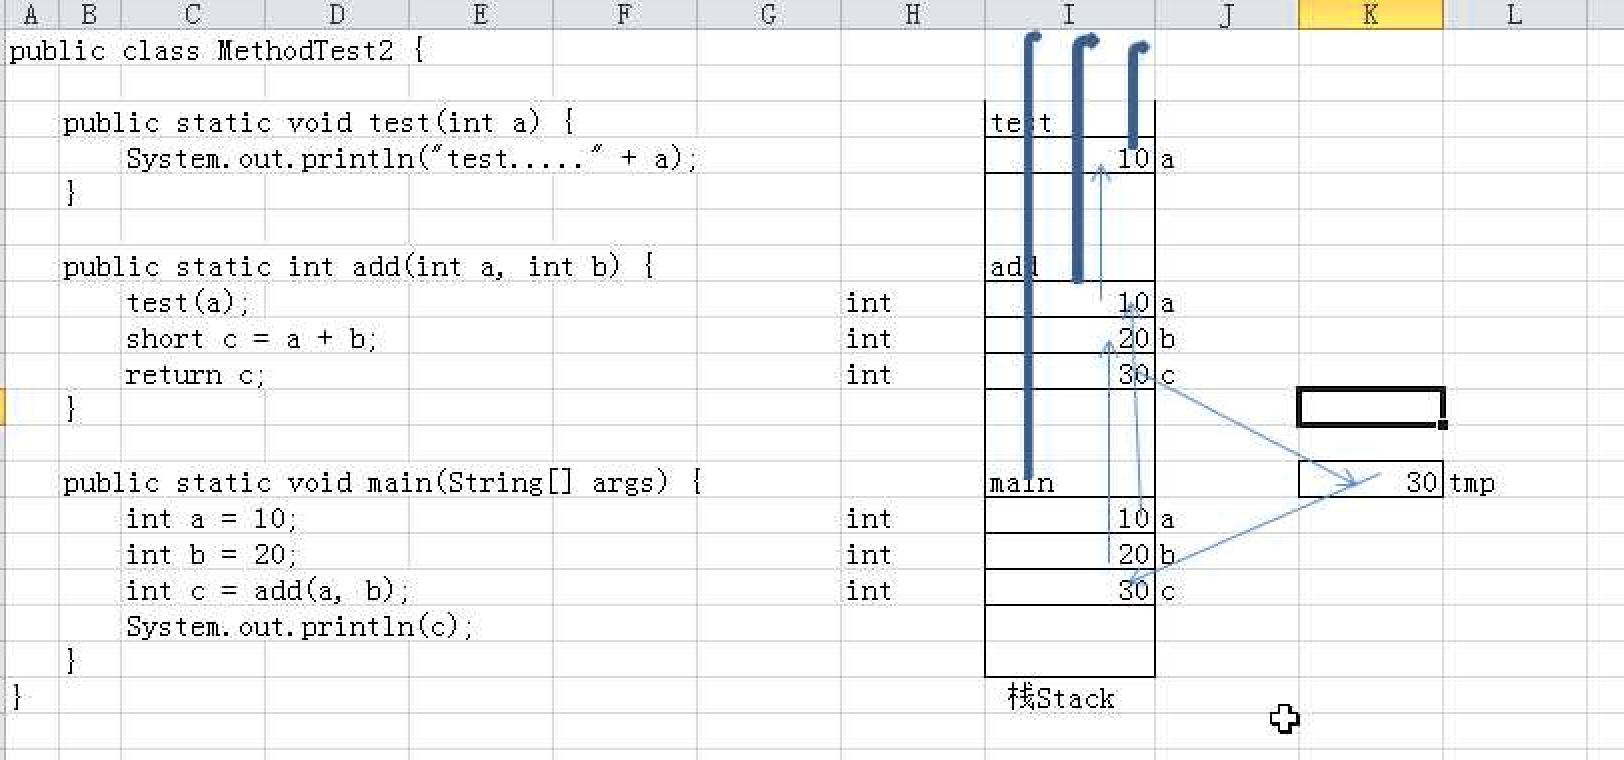 A B C D E F G H I J K L
public class MethodTest2 {
public static void test(int a) {
test
System.out.println("test....." + a);
10 a
}
public static int add(int a, int b) {
add
test(a);
int
10 a
short c = a + b;
int
20 b
return c;
int
30 c
}
public static void main(String[] args) {
main
30 tmp
int a = 10;
int
10 a
int b = 20;
int
20 b
int c = add(a, b);
int
30 c
System.out.println(c);
}
}
栈Stack